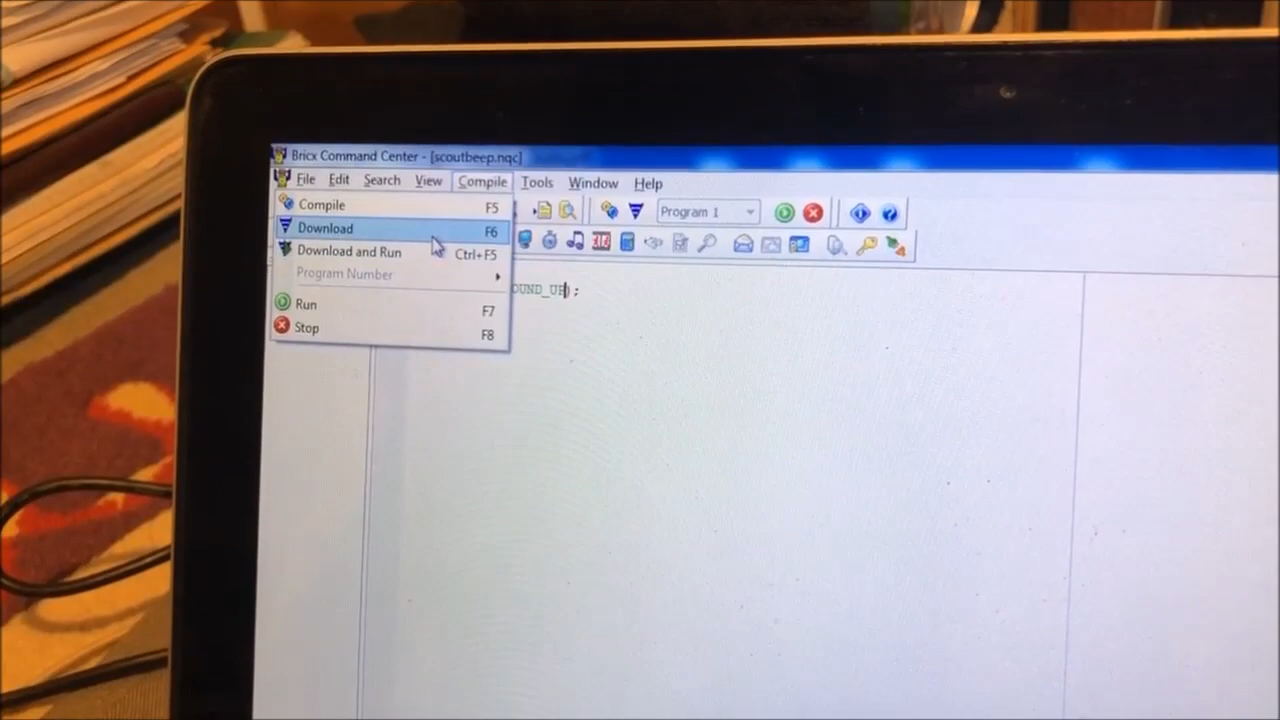 Bricx Command Center - [scoutbeep.nqc]
File Edit Search View Compile Tools Window Help
Compile F5
Program 1
Download F6
Download and Run Ctrl+F5
Program Number
OUND_UP);
Run F7
Stop F8